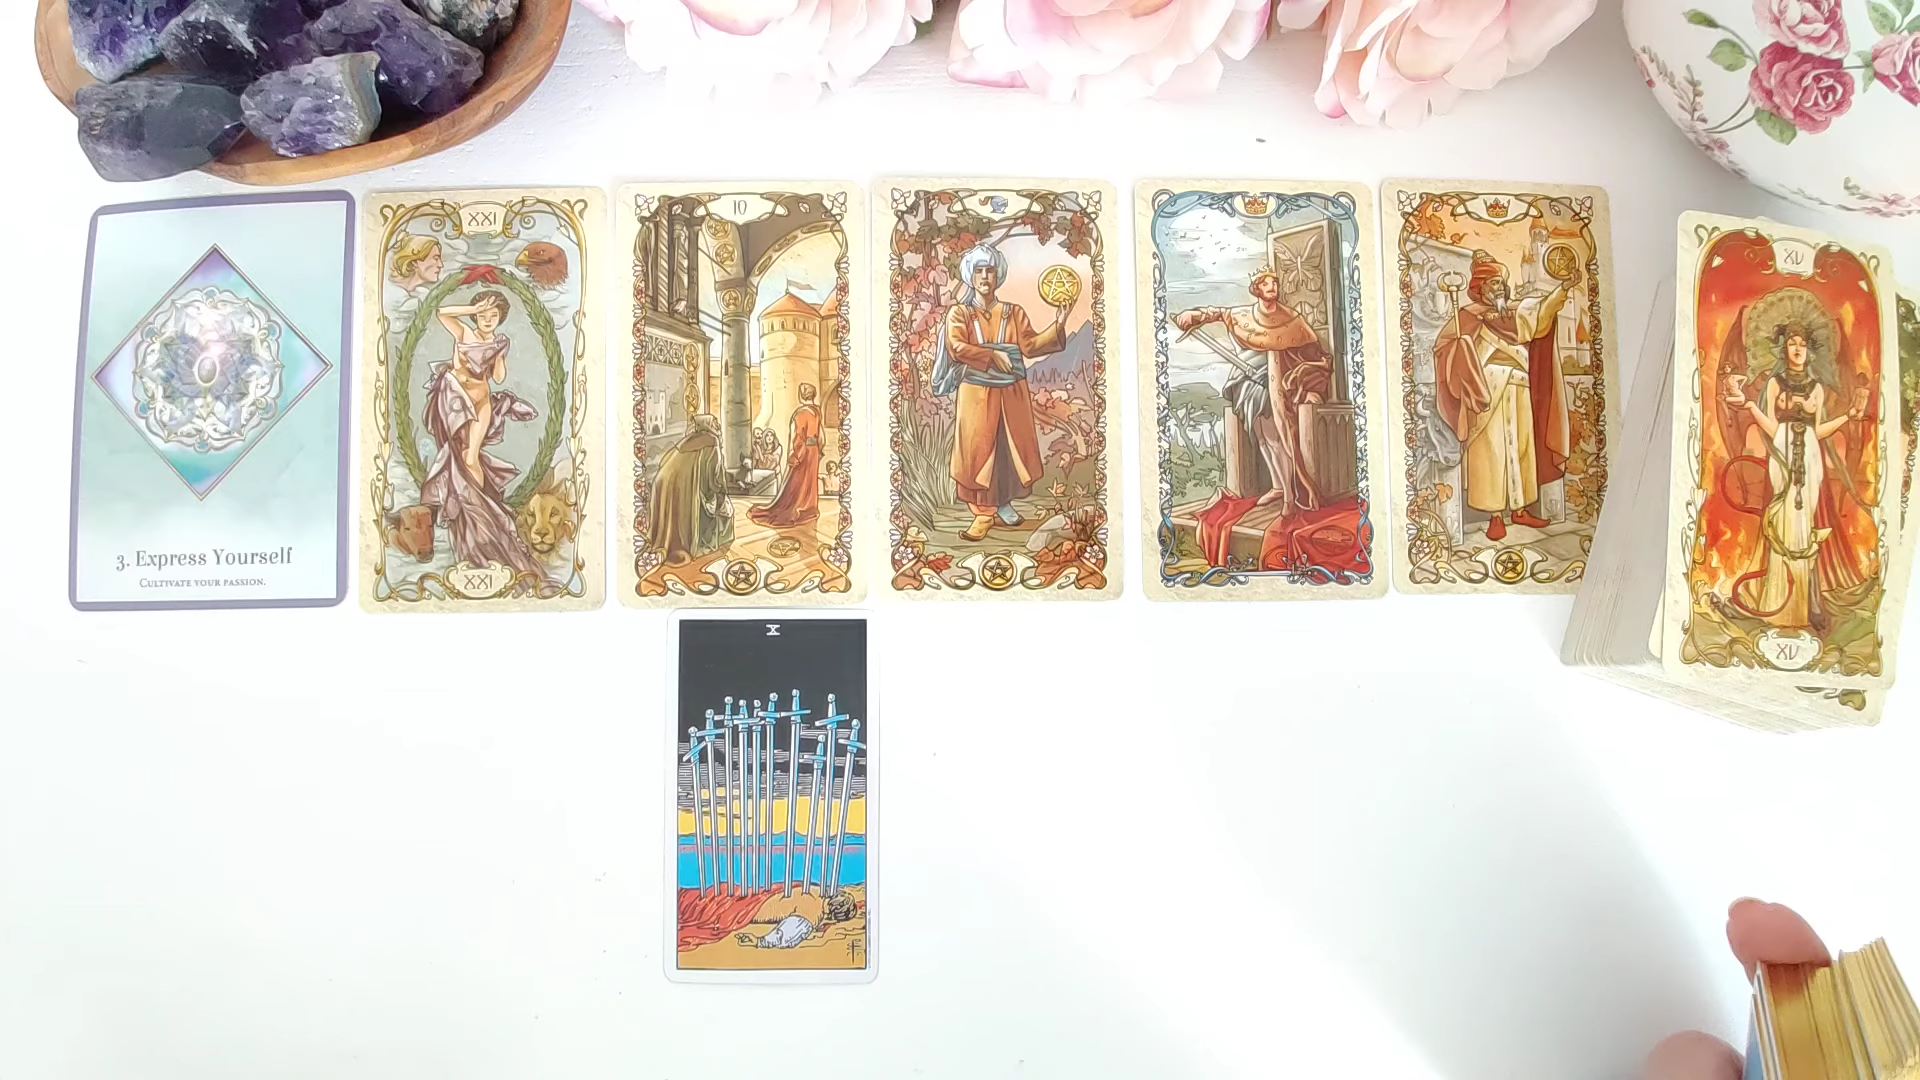 3. Express Yourself
Cultivate your passion.
XXI
XXI
10
XV
XV
X